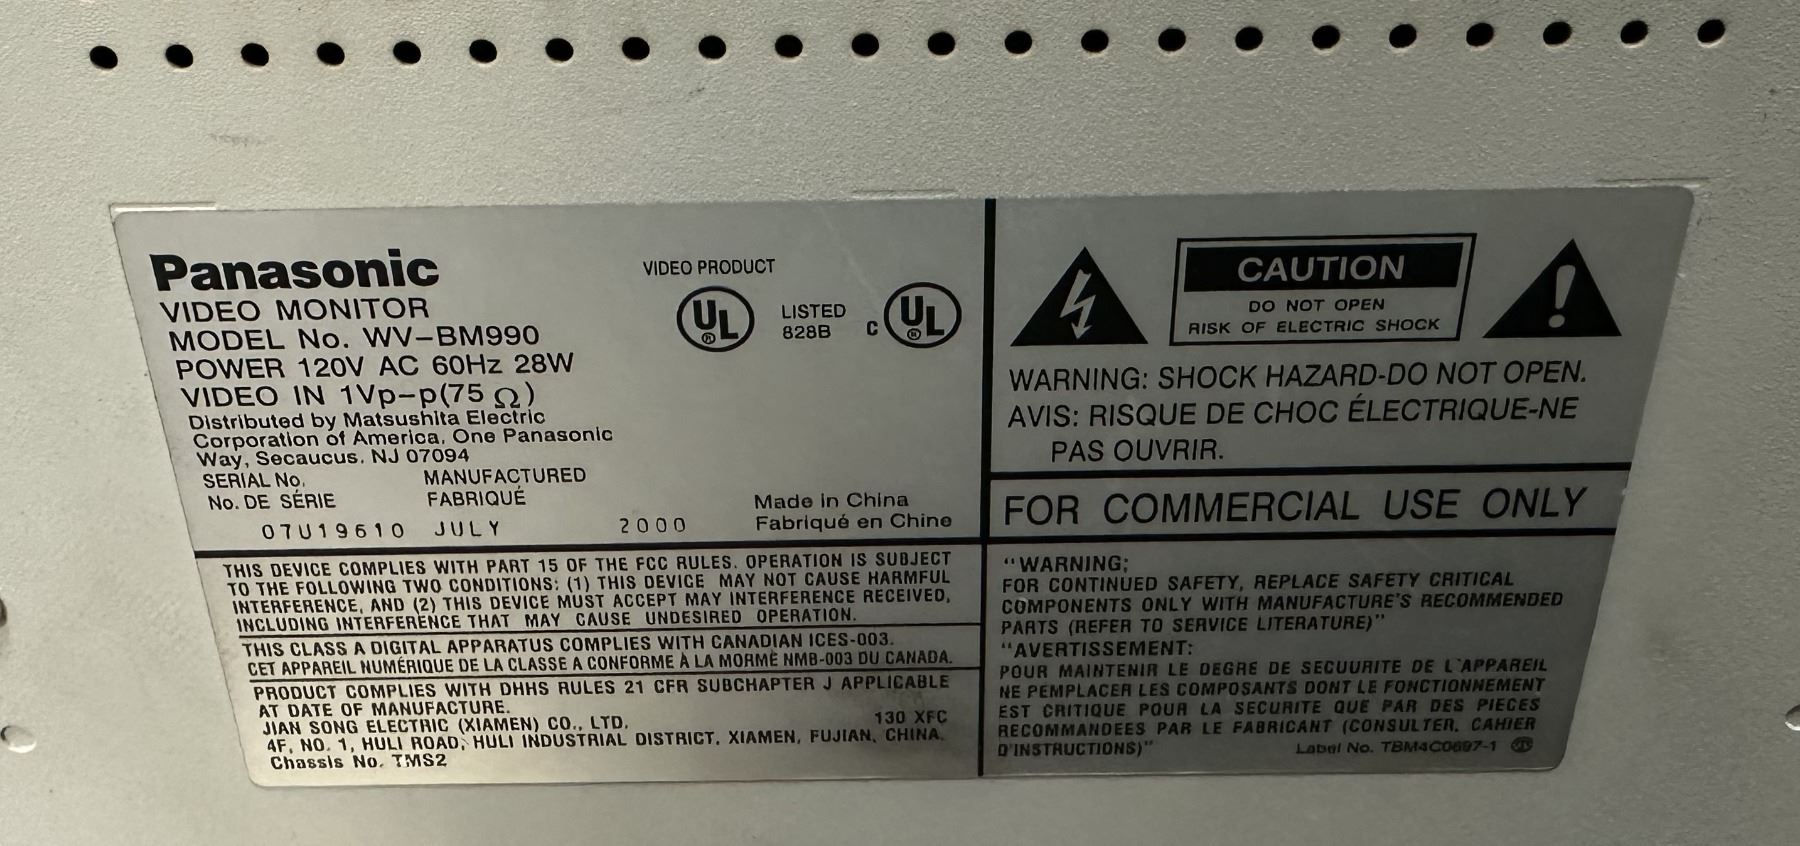 Panasonic
VIDEO MONITOR
MODEL No. WV-BM990
POWER 120V AC 60Hz 28W
VIDEO IN 1Vp-p(75 Ω)
Distributed by Matsushita Electric
Corporation of America, One Panasonic
Way, Secaucus. NJ 07094
SERIAL No. MANUFACTURED
No. DE SÉRIE FABRIQUÉ
07U19610 JULY 2000
VIDEO PRODUCT
UL LISTED 828B C UL
Made in China
Fabriqué en Chine
THIS DEVICE COMPLIES WITH PART 15 OF THE FCC RULES. OPERATION IS SUBJECT
TO THE FOLLOWING TWO CONDITIONS: (1) THIS DEVICE MAY NOT CAUSE HARMFUL
INTERFERENCE, AND (2) THIS DEVICE MUST ACCEPT MAY INTERFERENCE RECEIVED,
INCLUDING INTERFERENCE THAT MAY CAUSE UNDESIRED OPERATION.
THIS CLASS A DIGITAL APPARATUS COMPLIES WITH CANADIAN ICES-003.
CET APPAREIL NUMÉRIQUE DE LA CLASSE A CONFORME À LA MORMÉ NMB-003 DU CANADA.
PRODUCT COMPLIES WITH DHHS RULES 21 CFR SUBCHAPTER J APPLICABLE
AT DATE OF MANUFACTURE.
JIAN SONG ELECTRIC (XIAMEN) CO., LTD. 130 XFC
4F, NO. 1, HULI ROAD, HULI INDUSTRIAL DISTRICT. XIAMEN, FUJIAN, CHINA.
Chassis No. TMS2
CAUTION
DO NOT OPEN
RISK OF ELECTRIC SHOCK
WARNING: SHOCK HAZARD-DO NOT OPEN.
AVIS: RISQUE DE CHOC ÉLECTRIQUE-NE
PAS OUVRIR.
FOR COMMERCIAL USE ONLY
"WARNING;
FOR CONTINUED SAFETY, REPLACE SAFETY CRITICAL
COMPONENTS ONLY WITH MANUFACTURE'S RECOMMENDED
PARTS (REFER TO SERVICE LITERATURE)"
"AVERTISSEMENT:
POUR MAINTENIR LE DEGRE DE SECUURITE DE L'APPAREIL
NE PEMPLACER LES COMPOSANTS DONT LE FONCTIONNEMENT
EST CRITIQUE POUR LA SECURITE QUE PAR DES PIECES
RECOMMANDEES PAR LE FABRICANT (CONSULTER. CAHIER
D'INSTRUCTIONS)" Label No. TBM4C0697-1